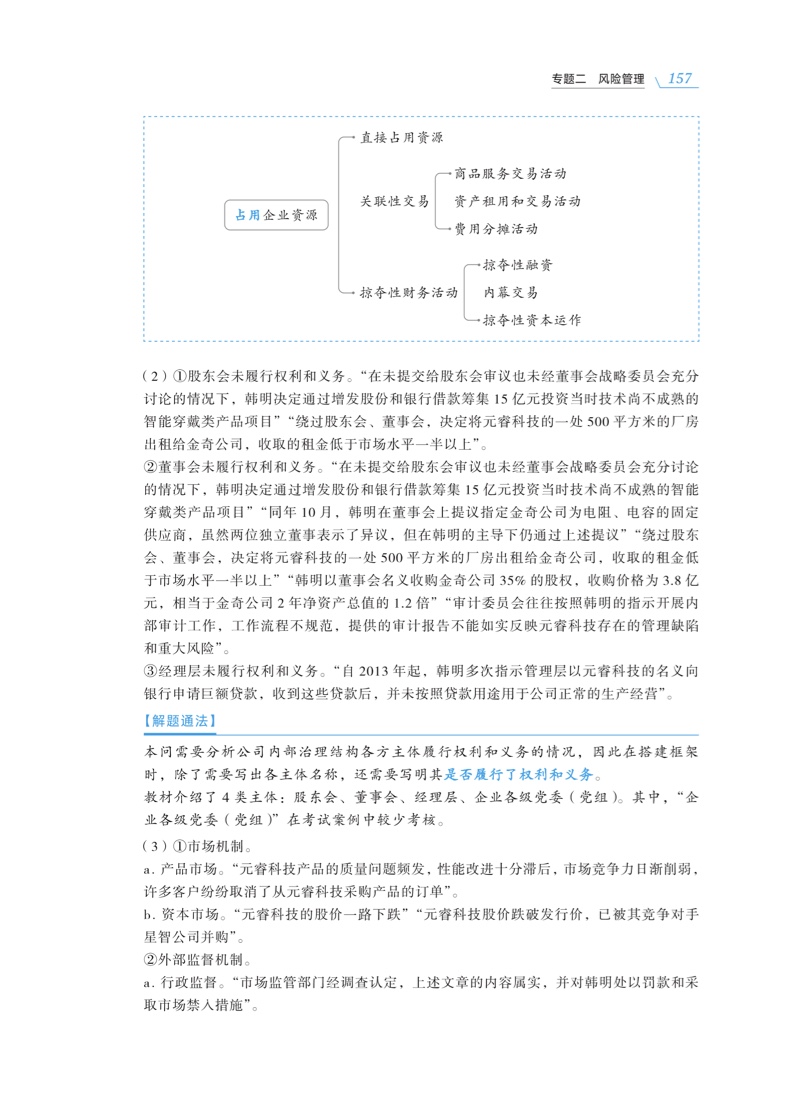 专题二　风险管理　157
直接占用资源
商品服务交易活动
关联性交易　资产租用和交易活动
占用企业资源
费用分摊活动
掠夺性融资
掠夺性财务活动　内幕交易
掠夺性资本运作
（2）①股东会未履行权利和义务。“在未提交给股东会审议也未经董事会战略委员会充分
讨论的情况下，韩明决定通过增发股份和银行借款筹集 15 亿元投资当时技术尚不成熟的
智能穿戴类产品项目”“绕过股东会、董事会，决定将元睿科技的一处 500 平方米的厂房
出租给金奇公司，收取的租金低于市场水平一半以上”。
②董事会未履行权利和义务。“在未提交给股东会审议也未经董事会战略委员会充分讨论
的情况下，韩明决定通过增发股份和银行借款筹集 15 亿元投资当时技术尚不成熟的智能
穿戴类产品项目”“同年 10 月，韩明在董事会上提议指定金奇公司为电阻、电容的固定
供应商，虽然两位独立董事表示了异议，但在韩明的主导下仍通过上述提议”“绕过股东
会、董事会，决定将元睿科技的一处 500 平方米的厂房出租给金奇公司，收取的租金低
于市场水平一半以上”“韩明以董事会名义收购金奇公司 35% 的股权，收购价格为 3.8 亿
元，相当于金奇公司 2 年净资产总值的 1.2 倍”“审计委员会往往按照韩明的指示开展内
部审计工作，工作流程不规范，提供的审计报告不能如实反映元睿科技存在的管理缺陷
和重大风险”。
③经理层未履行权利和义务。“自 2013 年起，韩明多次指示管理层以元睿科技的名义向
银行申请巨额贷款，收到这些贷款后，并未按照贷款用途用于公司正常的生产经营”。
【解题通法】
本问需要分析公司内部治理结构各方主体履行权利和义务的情况，因此在搭建框架
时，除了需要写出各主体名称，还需要写明其是否履行了权利和义务。
教材介绍了 4 类主体：股东会、董事会、经理层、企业各级党委（党组）。其中，“企
业各级党委（党组）”在考试案例中较少考核。
（3）①市场机制。
a. 产品市场。“元睿科技产品的质量问题频发，性能改进十分滞后，市场竞争力日渐削弱，
许多客户纷纷取消了从元睿科技采购产品的订单”。
b. 资本市场。“元睿科技的股价一路下跌”“元睿科技股价跌破发行价，已被其竞争对手
星智公司并购”。
②外部监督机制。
a. 行政监督。“市场监管部门经调查认定，上述文章的内容属实，并对韩明处以罚款和采
取市场禁入措施”。